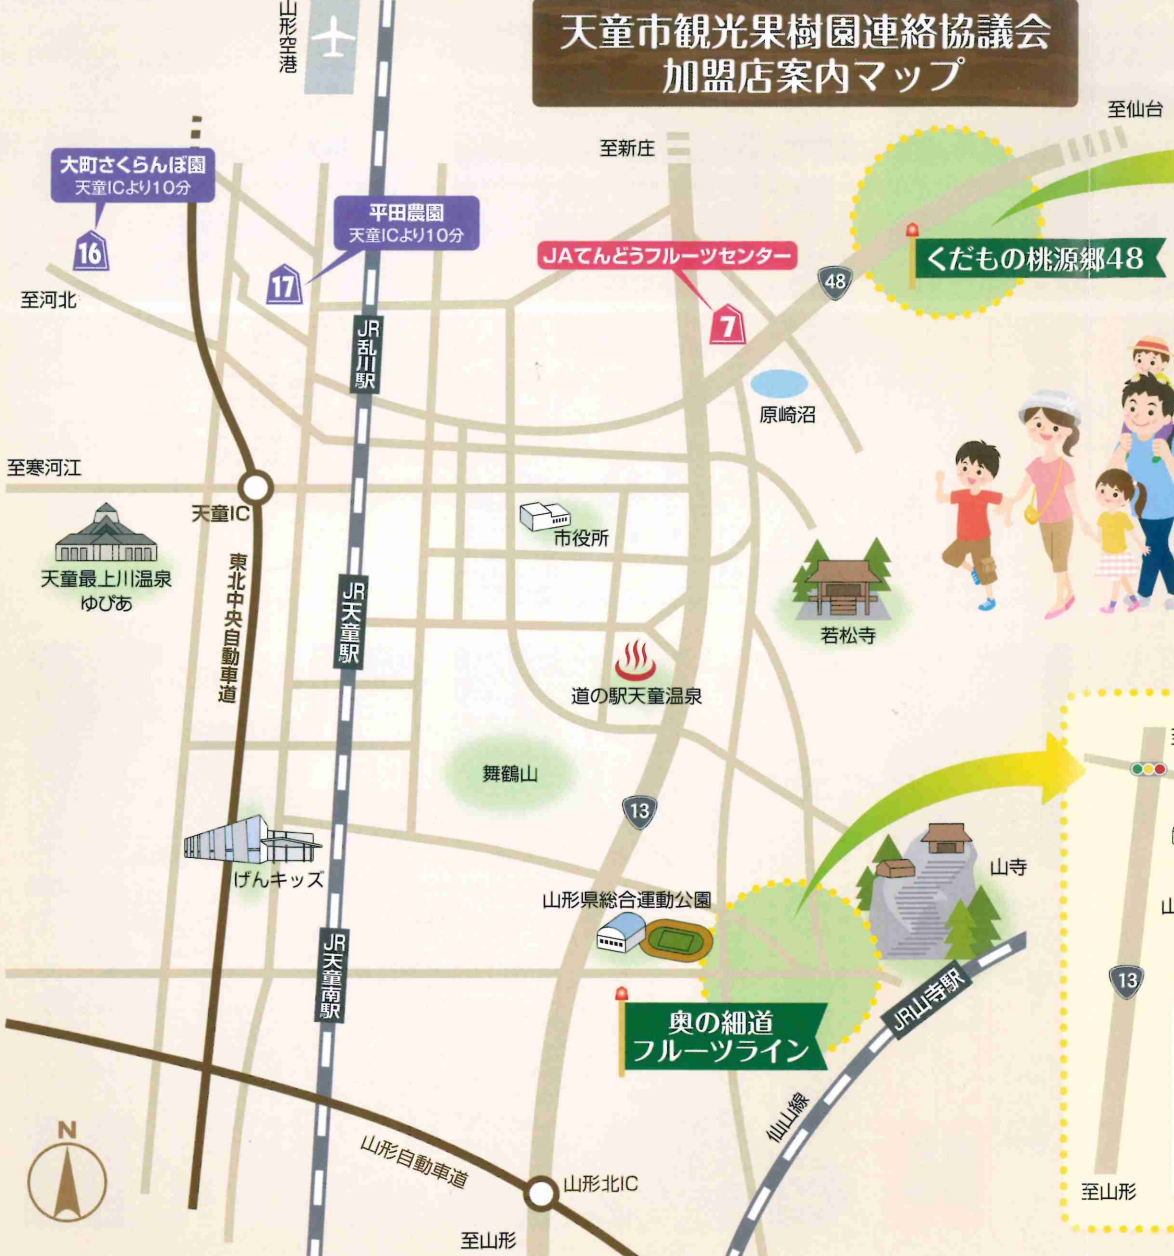 天童市観光果樹園連絡協議会
加盟店案内マップ
山形空港
至新庄
至仙台
大町さくらんぼ園
天童ICより10分
16
平田農園
天童ICより10分
17
JAてんどうフルーツセンター
7
48
くだもの桃源郷48
至河北
JR乱川駅
原崎沼
至寒河江
天童IC
市役所
天童最上川温泉
ゆぴあ
東北中央自動車道
JR天童駅
若松寺
道の駅天童温泉
舞鶴山
13
げんキッズ
山形県総合運動公園
山寺
JR天童南駅
奥の細道
フルーツライン
JR山寺駅
仙山線
13
N
山形自動車道
山形北IC
至山形
至山形